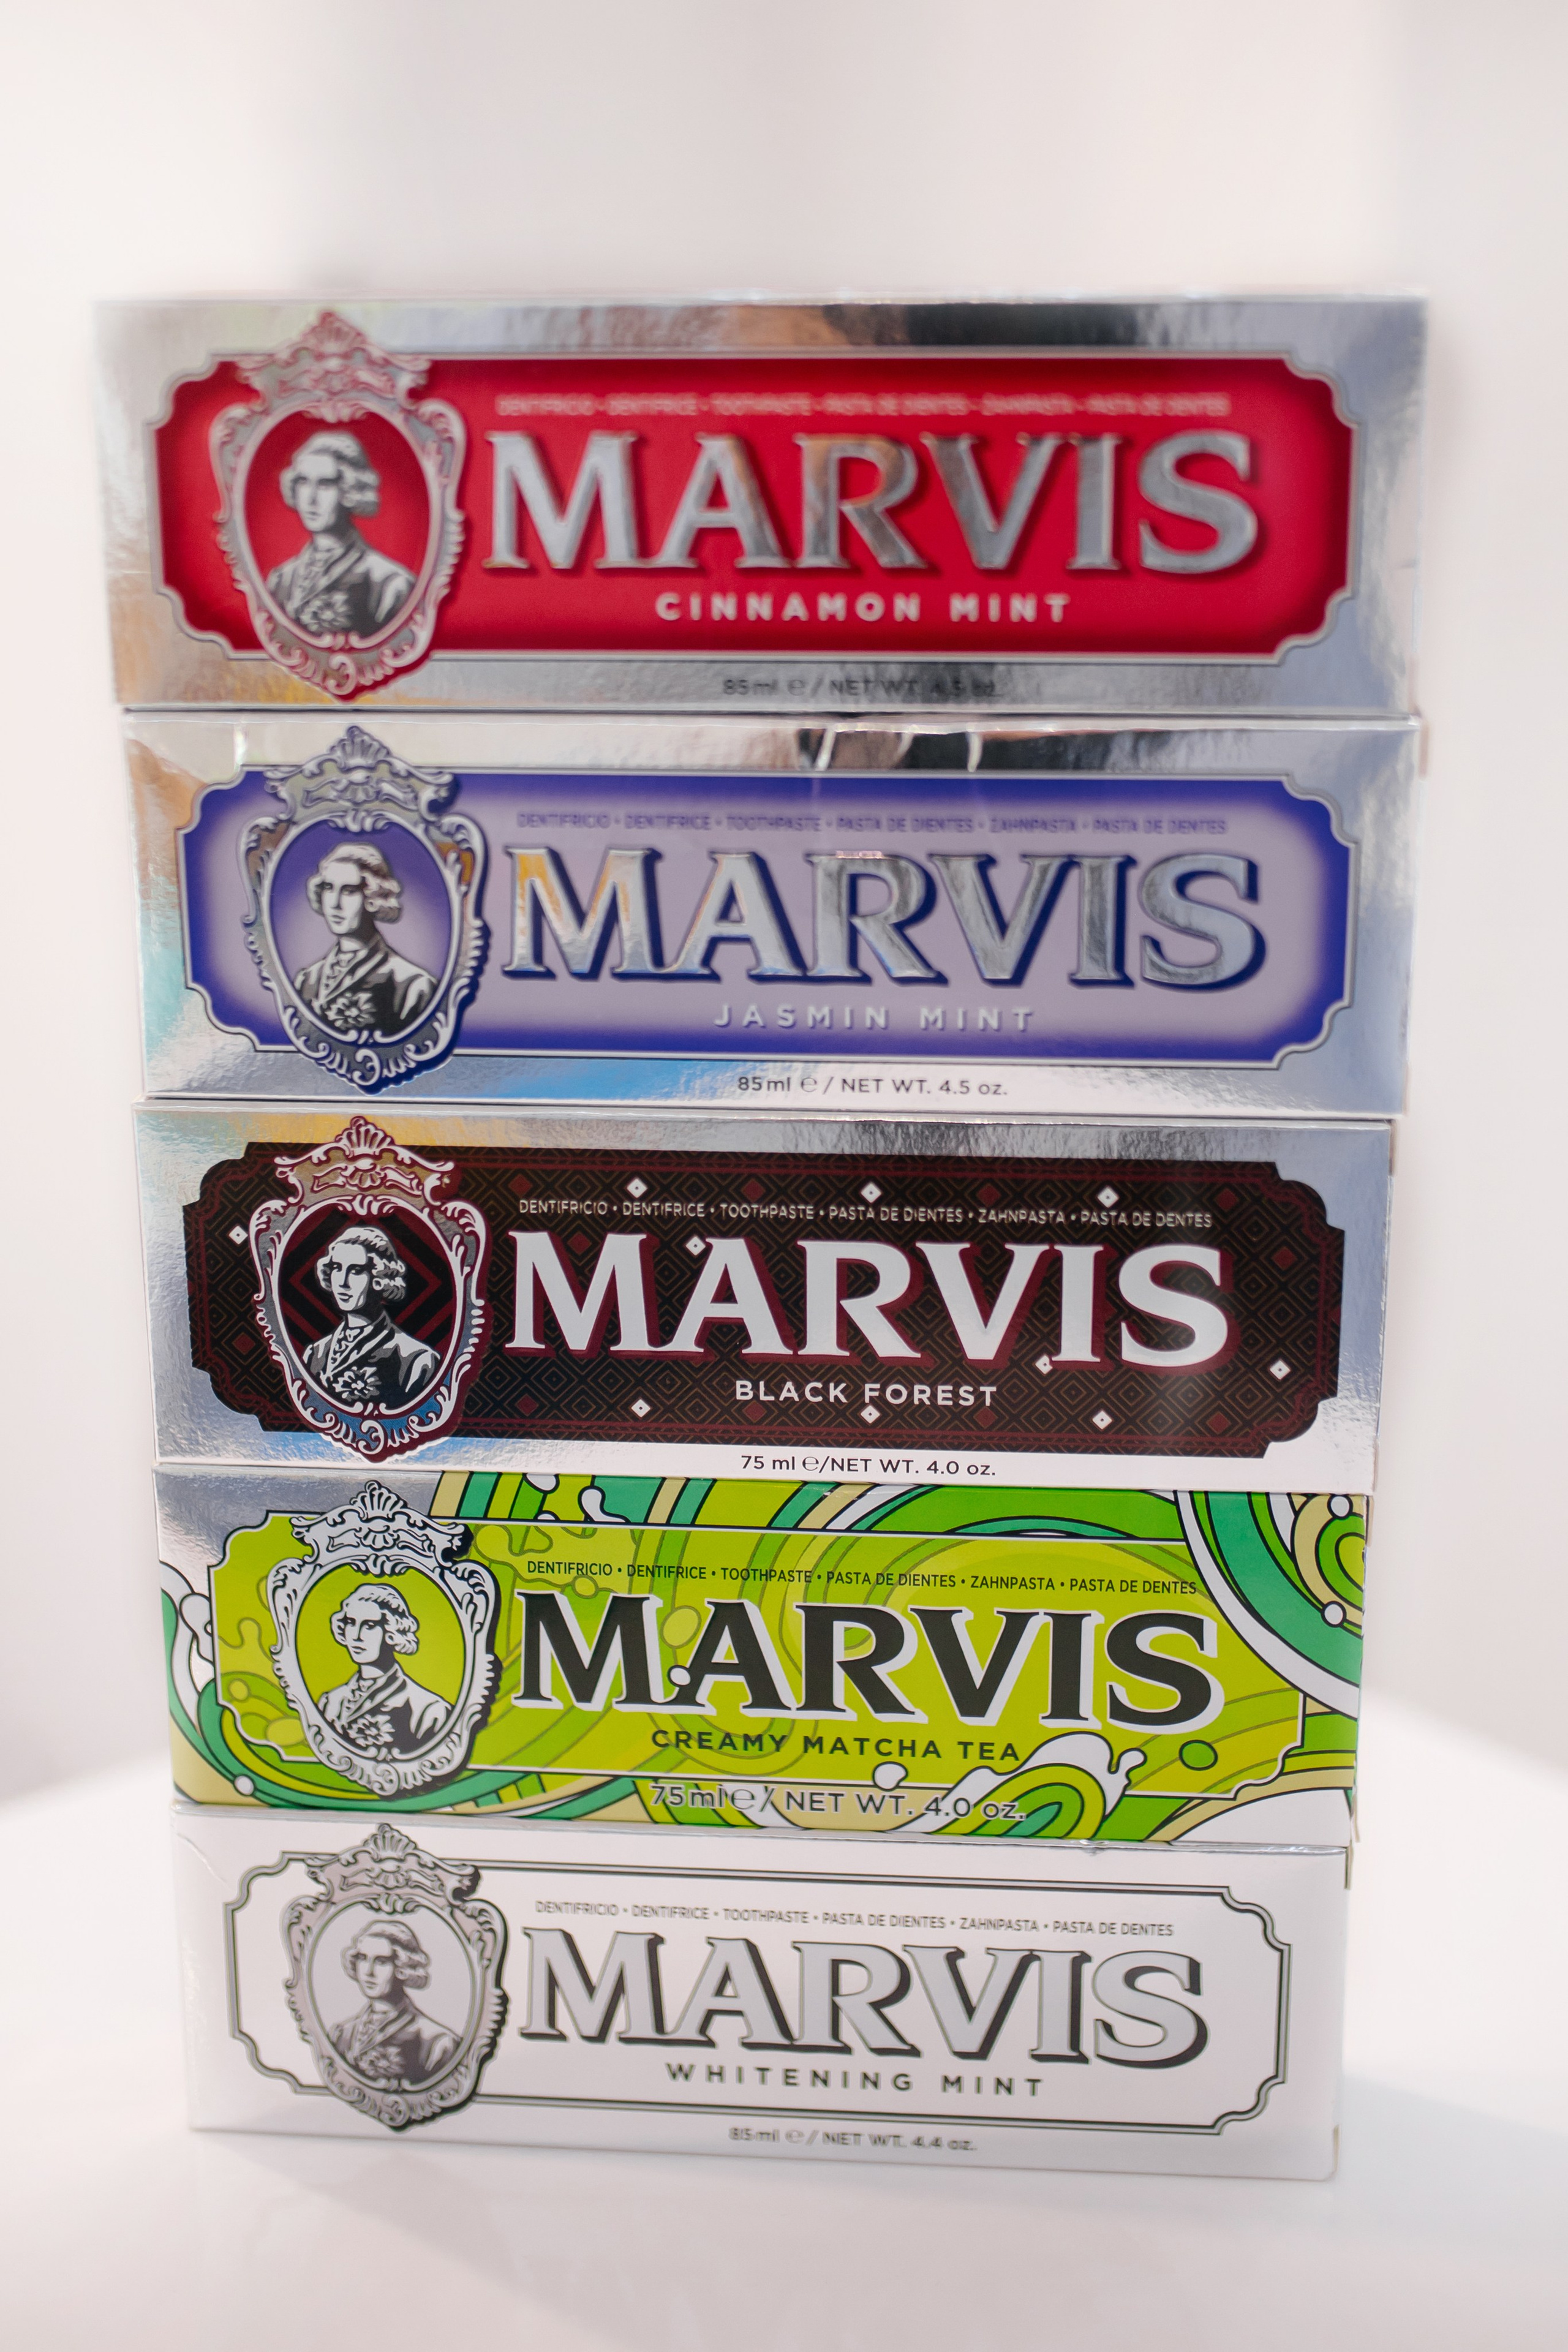 DENTIFRICIO • DENTIFRICE • TOOTHPASTE • PASTA DE DIENTES • ZAHNPASTA • PASTA DE DENTES
MARVIS
CINNAMON MINT
85ml ℮ / NET WT. 4.5 oz.
DENTIFRICIO • DENTIFRICE • TOOTHPASTE • PASTA DE DIENTES • ZAHNPASTA • PASTA DE DENTES
MARVIS
JASMIN MINT
85ml ℮ / NET WT. 4.5 oz.
DENTIFRICIO • DENTIFRICE • TOOTHPASTE • PASTA DE DIENTES • ZAHNPASTA • PASTA DE DENTES
MARVIS
BLACK FOREST
75 ml ℮/NET WT. 4.0 oz.
DENTIFRICIO • DENTIFRICE • TOOTHPASTE • PASTA DE DIENTES • ZAHNPASTA • PASTA DE DENTES
MARVIS
CREAMY MATCHA TEA
75ml ℮ / NET WT. 4.0 oz.
DENTIFRICIO • DENTIFRICE • TOOTHPASTE • PASTA DE DIENTES • ZAHNPASTA • PASTA DE DENTES
MARVIS
WHITENING MINT
85ml ℮ / NET WT. 4.4 oz.